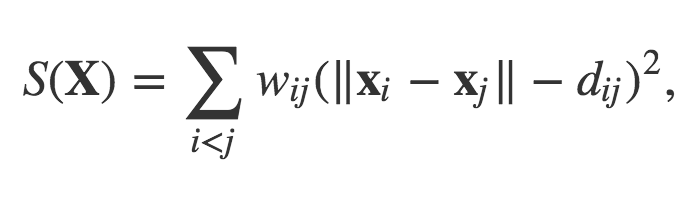 S(𝐗) = ∑_{i<j} w_{ij}(‖𝐱_i − 𝐱_j‖ − d_{ij})²,